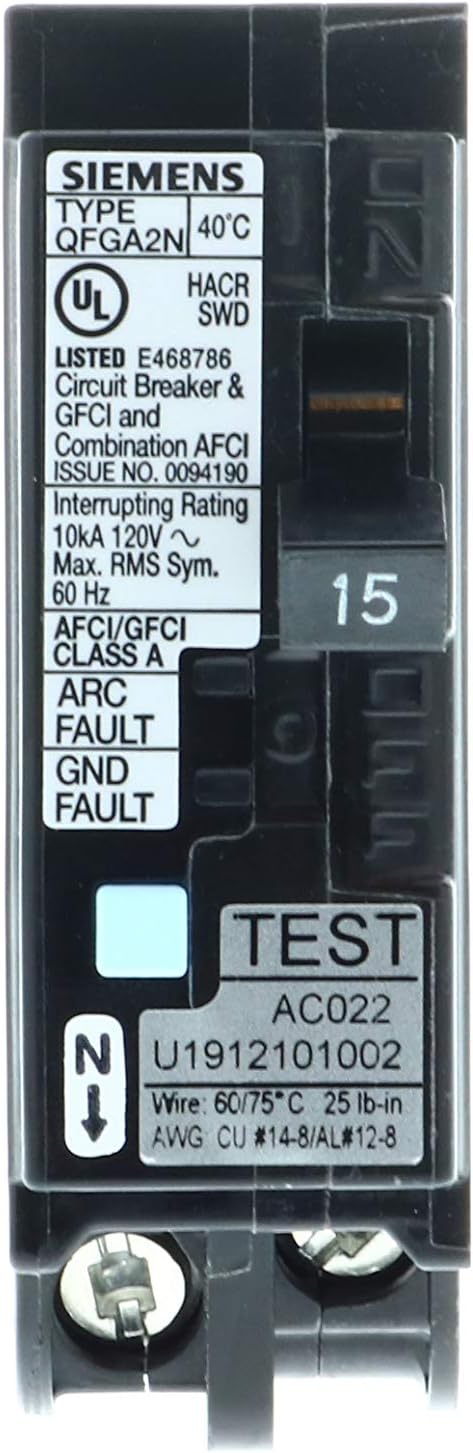 SIEMENS
TYPE
QFGA2N
40°C
UL
HACR
SWD
LISTED E468786
Circuit Breaker &
GFCI and
Combination AFCI
ISSUE NO. 0094190
Interrupting Rating
10kA 120V ∿
Max. RMS Sym.
60 Hz
AFCI/GFCI
CLASS A
ARC
FAULT
GND
FAULT
ON
15
OFF
TEST
AC022
U1912101002
Wire: 60/75°C 25 lb-in
AWG CU #14-8/AL#12-8
N